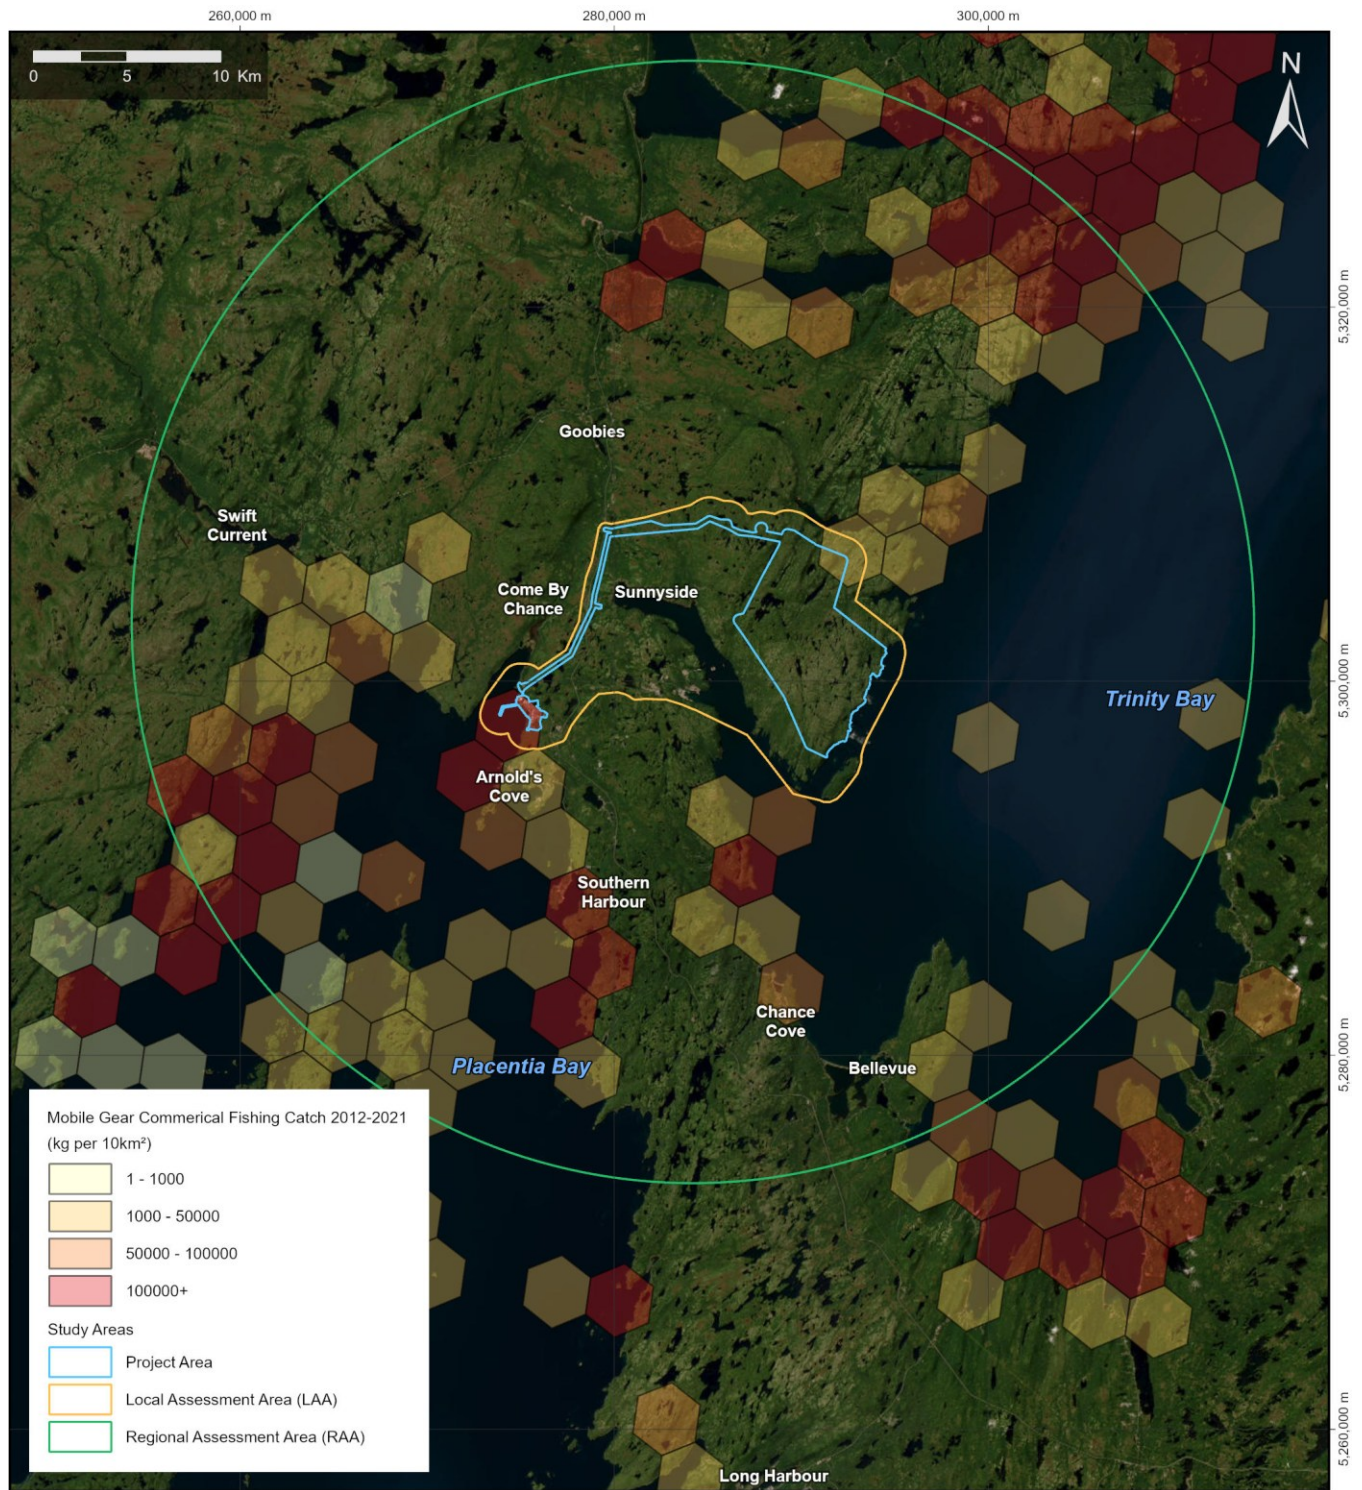 260,000 m
280,000 m
300,000 m
0 5 10 Km
N
5,320,000 m
Goobies
Swift
Current
Come By
Chance
Sunnyside
5,300,000 m
Trinity Bay
Arnold's
Cove
Southern
Harbour
Chance
Cove
Placentia Bay
Bellevue
5,280,000 m
Mobile Gear Commerical Fishing Catch 2012-2021
(kg per 10km²)
1 - 1000
1000 - 50000
50000 - 100000
100000+
Study Areas
Project Area
Local Assessment Area (LAA)
Regional Assessment Area (RAA)
5,260,000 m
Long Harbour